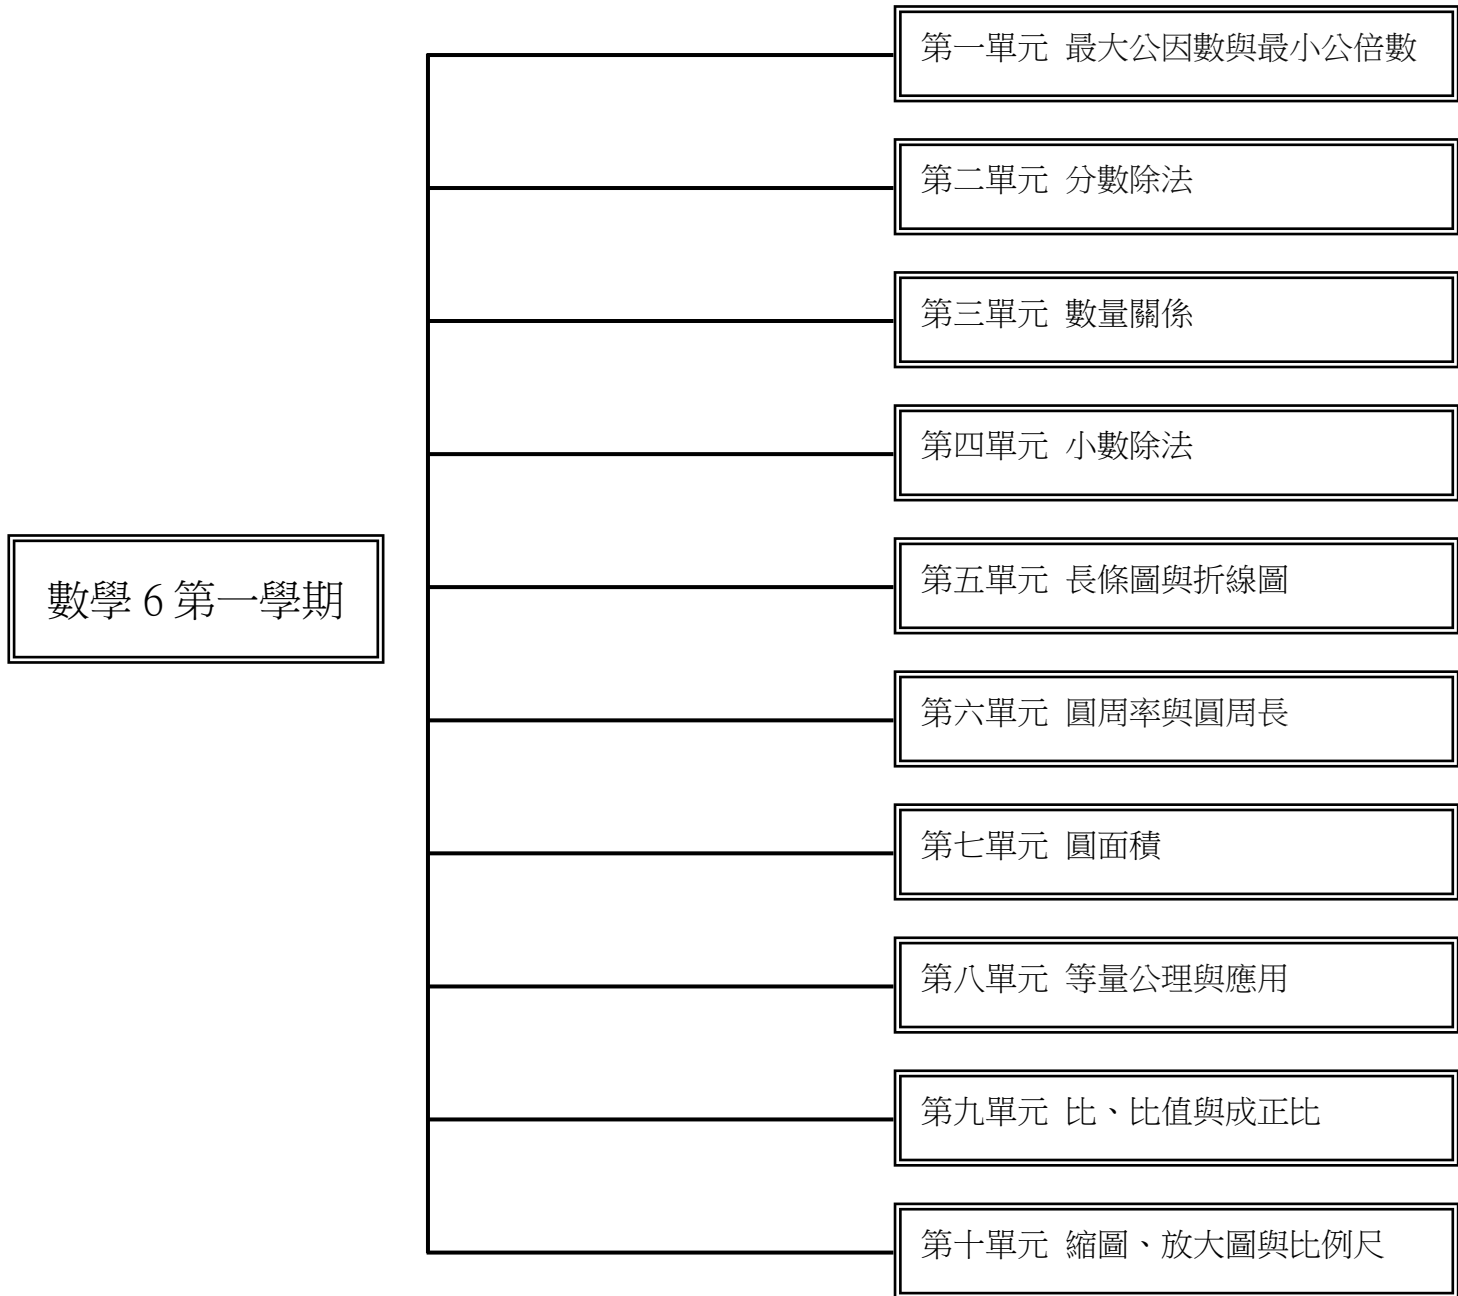 數學 6 第一學期
第一單元 最大公因數與最小公倍數
第二單元 分數除法
第三單元 數量關係
第四單元 小數除法
第五單元 長條圖與折線圖
第六單元 圓周率與圓周長
第七單元 圓面積
第八單元 等量公理與應用
第九單元 比、比值與成正比
第十單元 縮圖、放大圖與比例尺